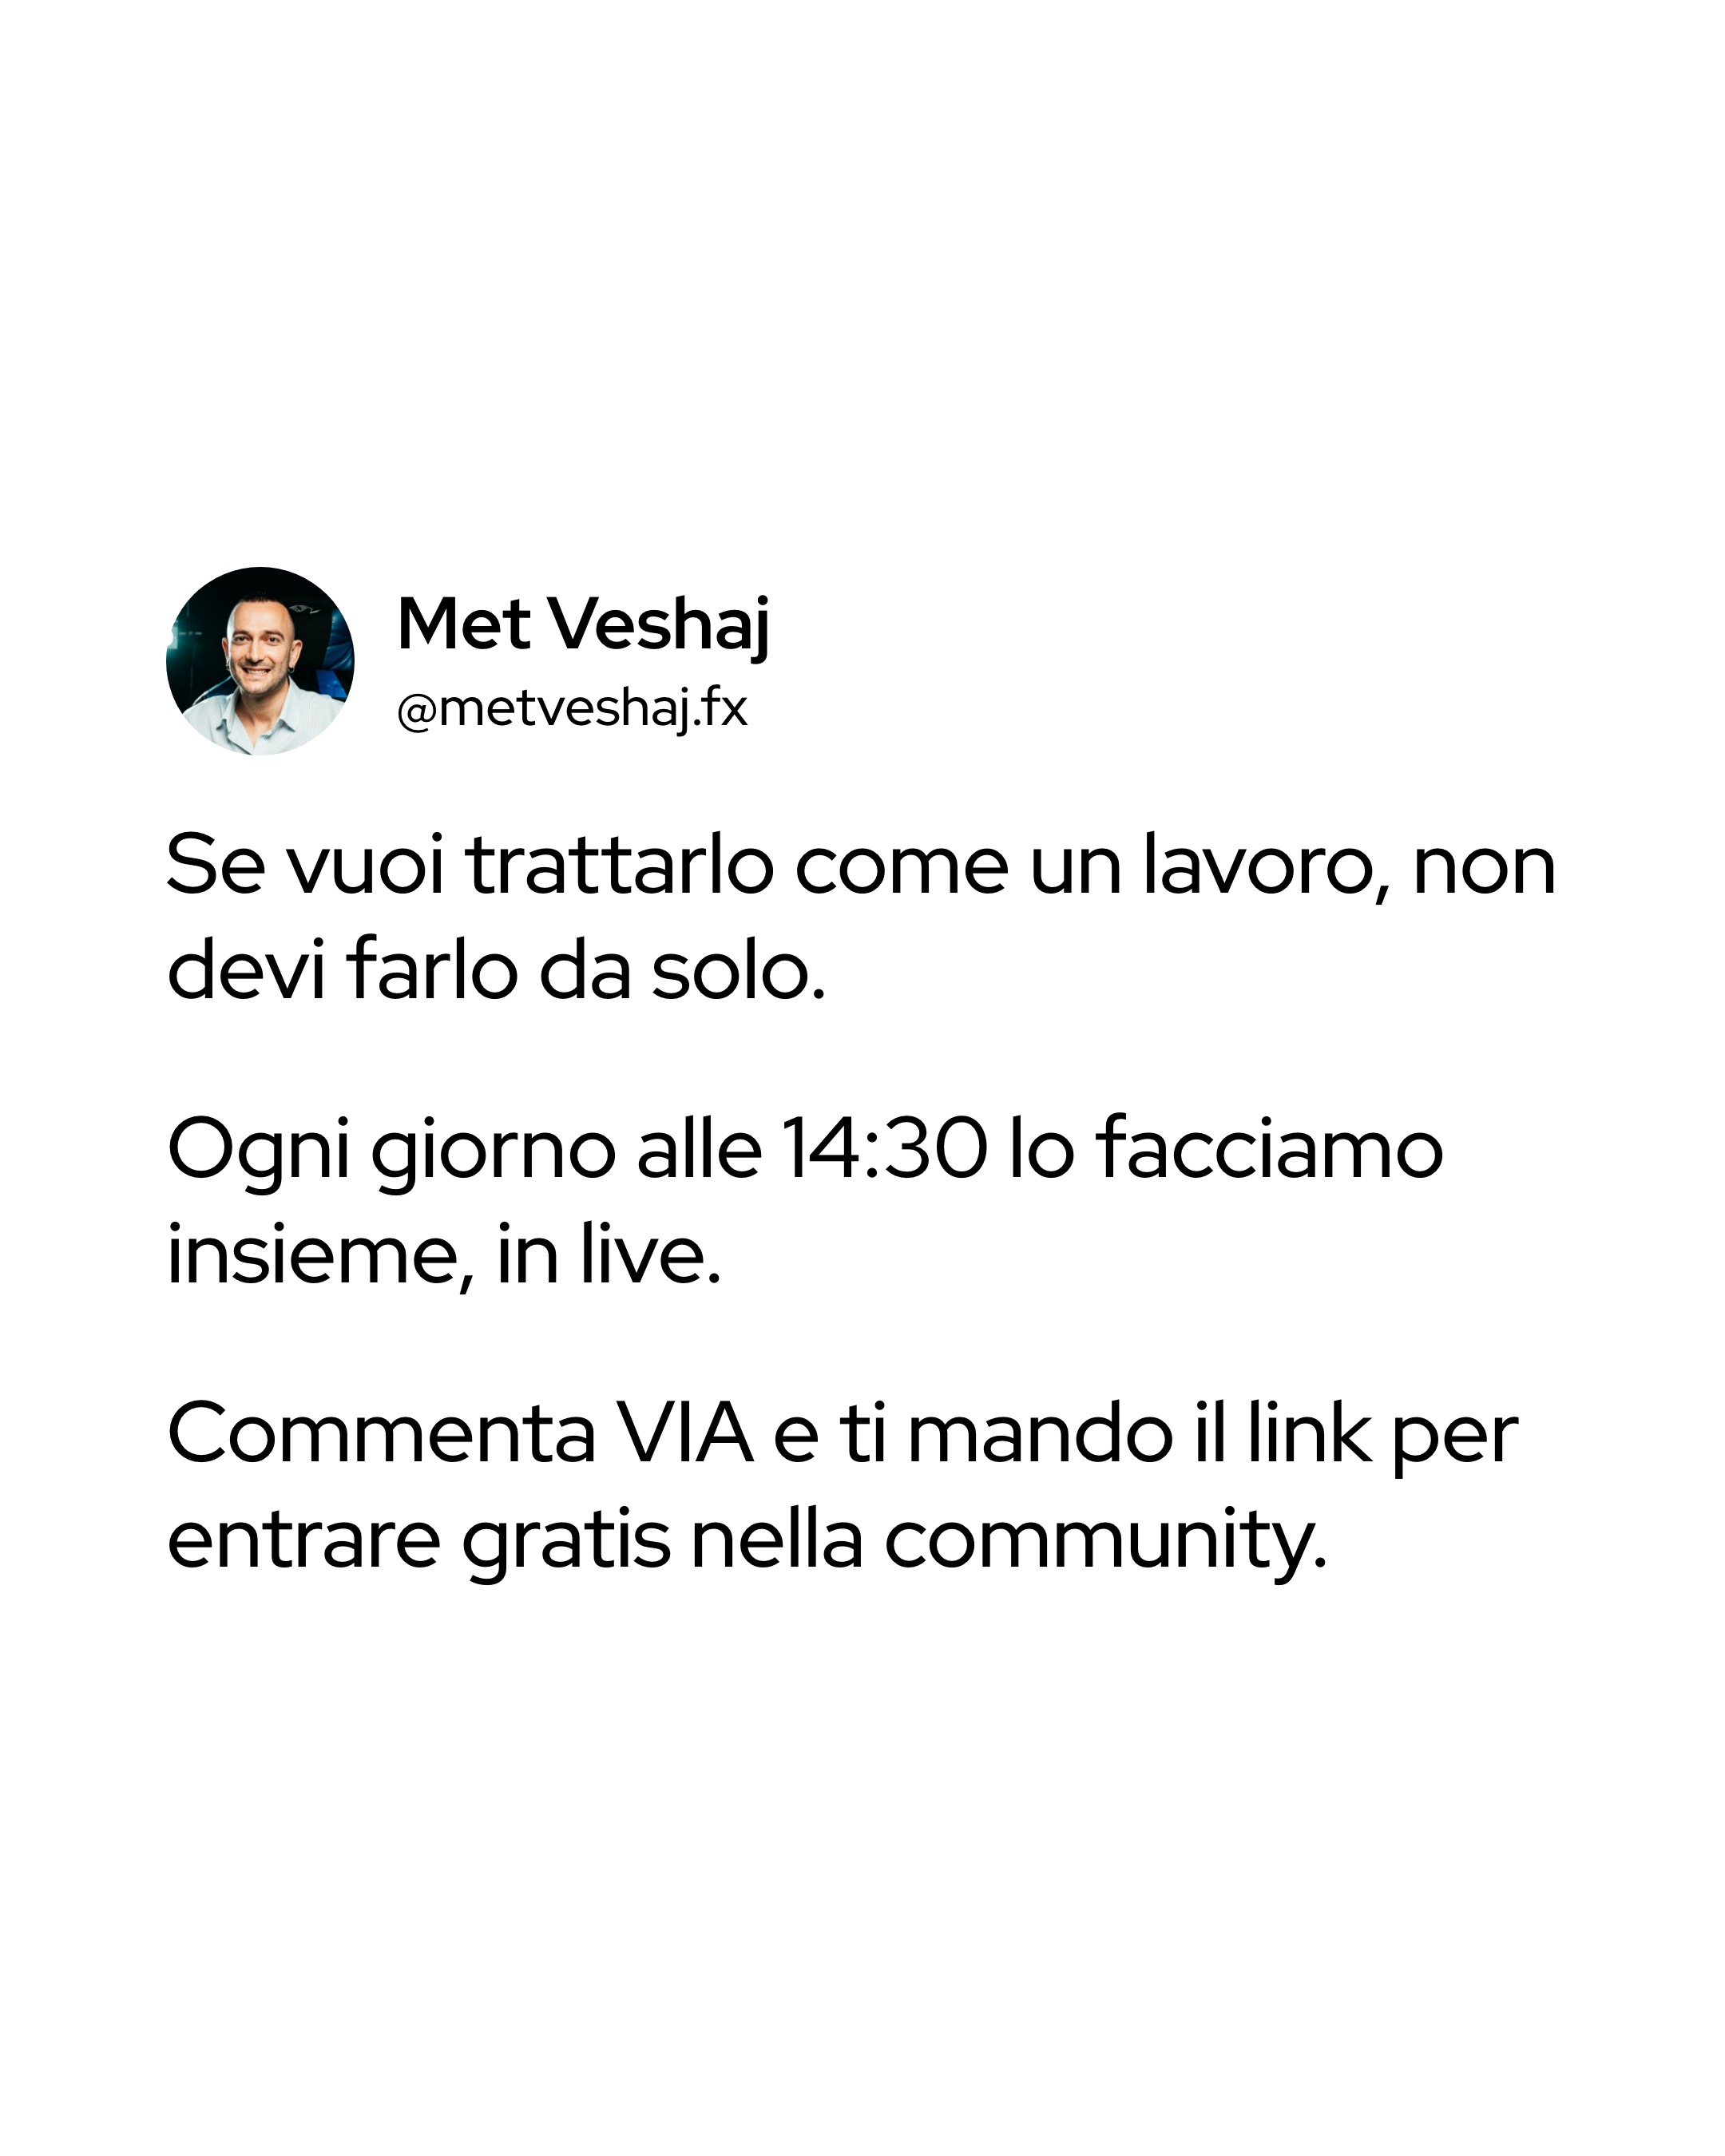 Met Veshaj
@metveshaj.fx
Se vuoi trattarlo come un lavoro, non
devi farlo da solo.
Ogni giorno alle 14:30 lo facciamo
insieme, in live.
Commenta VIA e ti mando il link per
entrare gratis nella community.